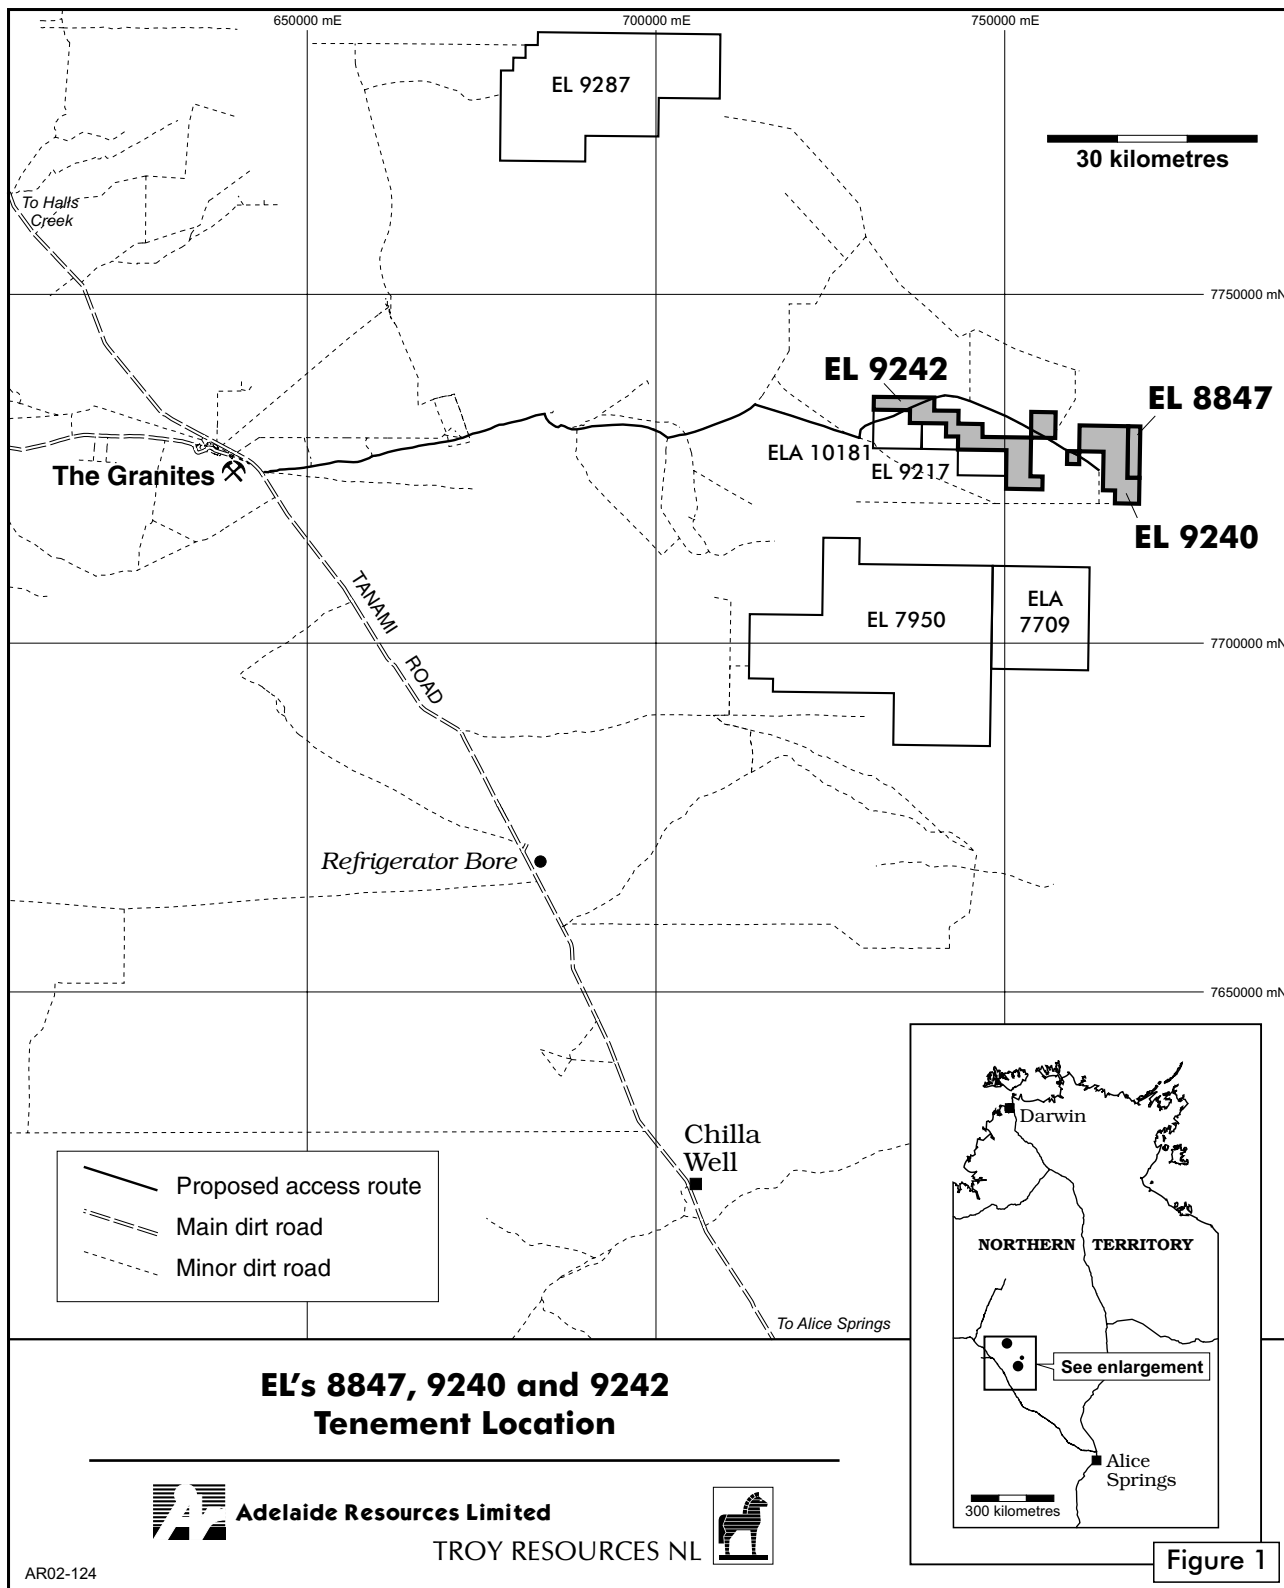 650000 mE
700000 mE
750000 mE
EL 9287
30 kilometres
To Halls
Creek
7750000 mN
EL 9242
EL 8847
ELA 10181
EL 9217
The Granites
EL 9240
TANAMI
ROAD
EL 7950
ELA
7709
7700000 mN
Refrigerator Bore
7650000 mN
Chilla
Well
Proposed access route
Main dirt road
Minor dirt road
To Alice Springs
Darwin
NORTHERN TERRITORY
See enlargement
Alice
Springs
300 kilometres
EL's 8847, 9240 and 9242
Tenement Location
Adelaide Resources Limited
TROY RESOURCES NL
AR02-124
Figure 1